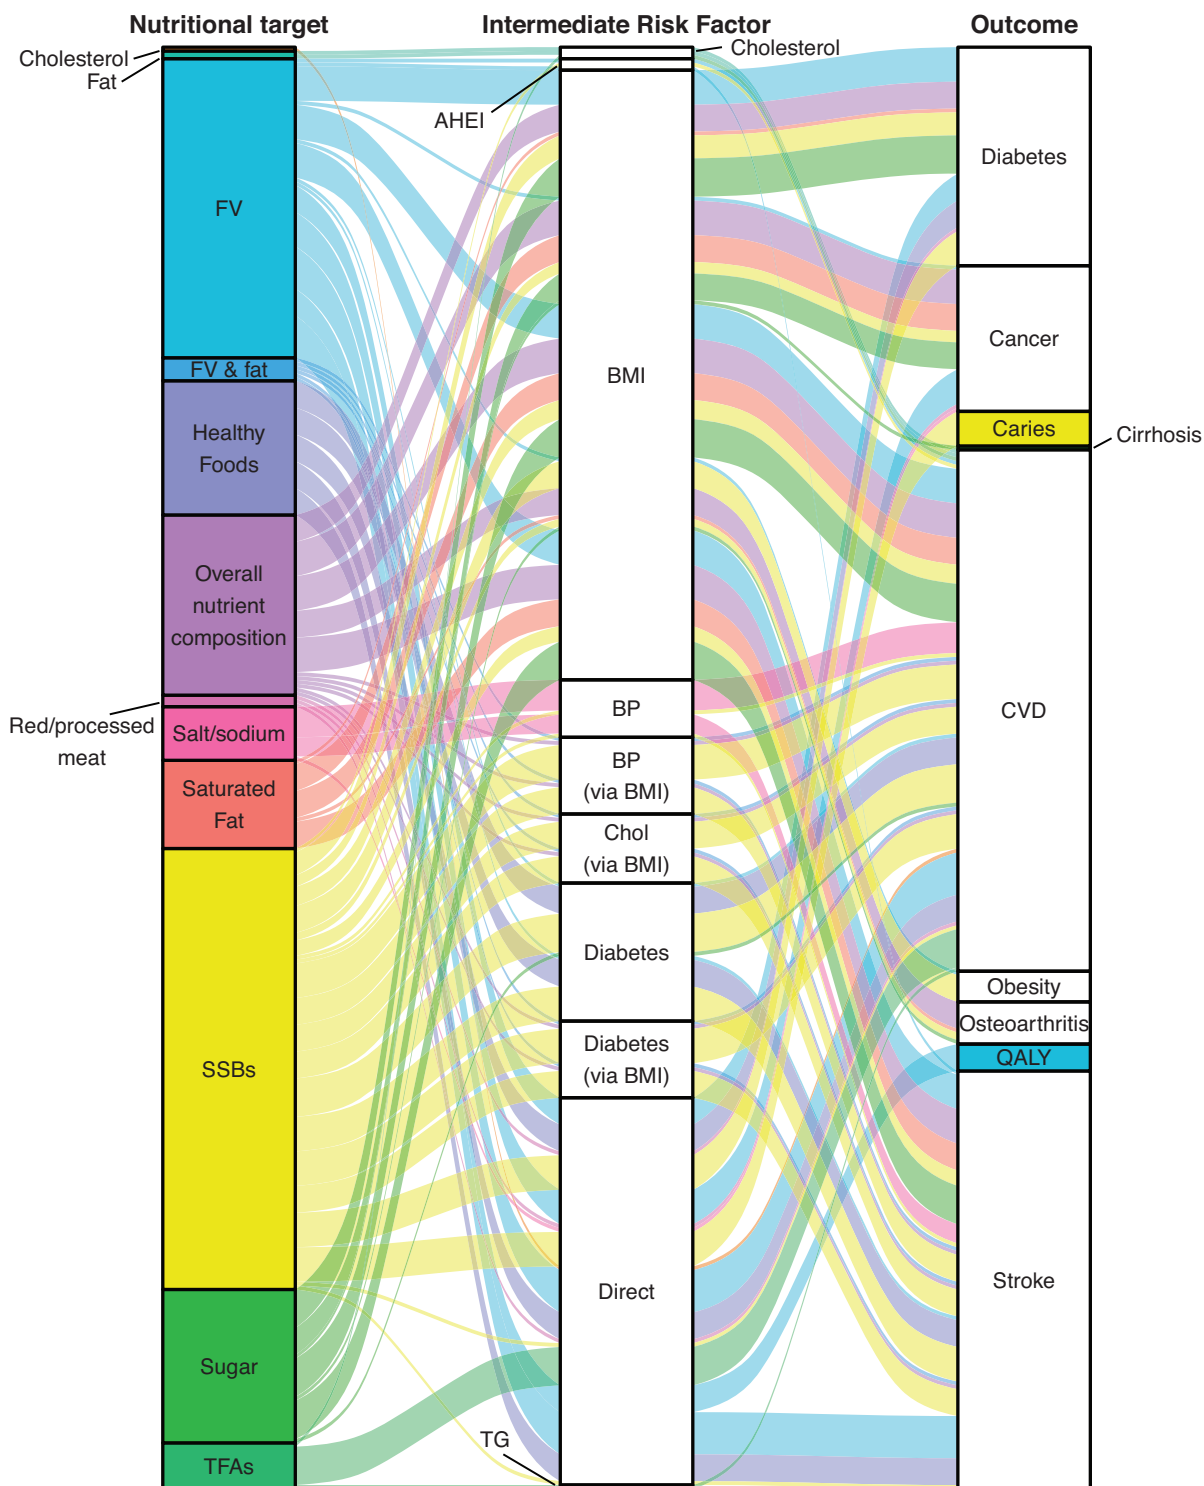 Nutritional target
Cholesterol
Fat
FV
FV & fat
Healthy
Foods
Overall
nutrient
composition
Red/processed
meat
Salt/sodium
Saturated
Fat
SSBs
Sugar
TFAs
Intermediate Risk Factor
Cholesterol
AHEI
BMI
BP
BP
(via BMI)
Chol
(via BMI)
Diabetes
Diabetes
(via BMI)
Direct
TG
Outcome
Diabetes
Cancer
Caries
Cirrhosis
CVD
Obesity
Osteoarthritis
QALY
Stroke